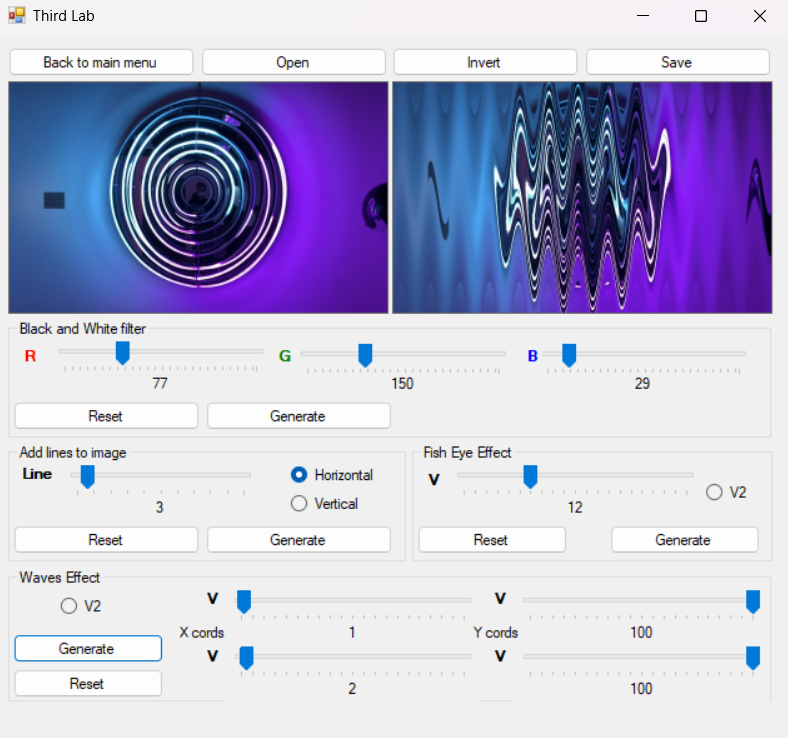 Third Lab
Back to main menu Open Invert Save
Black and White filter
R G B
77 150 29
Reset Generate
Add lines to image Fish Eye Effect
Line Horizontal V
3 12 V2
Vertical
Reset Generate Reset Generate
Waves Effect
V2 V V
X cords 1 Y cords 100
Generate V V
Reset 2 100